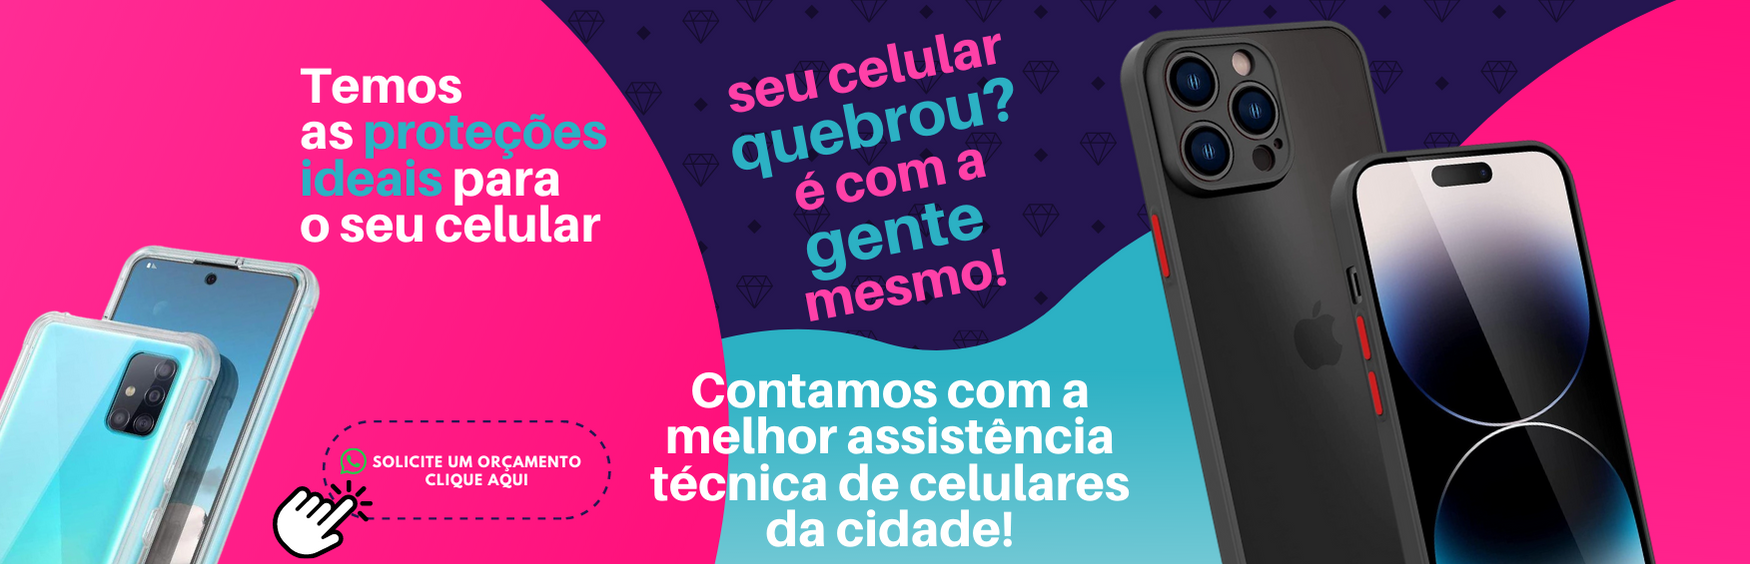 Temos
as proteções
ideais para
o seu celular
SOLICITE UM ORÇAMENTO
CLIQUE AQUI
seu celular
quebrou?
é com a
gente
mesmo!
Contamos com a
melhor assistência
técnica de celulares
da cidade!